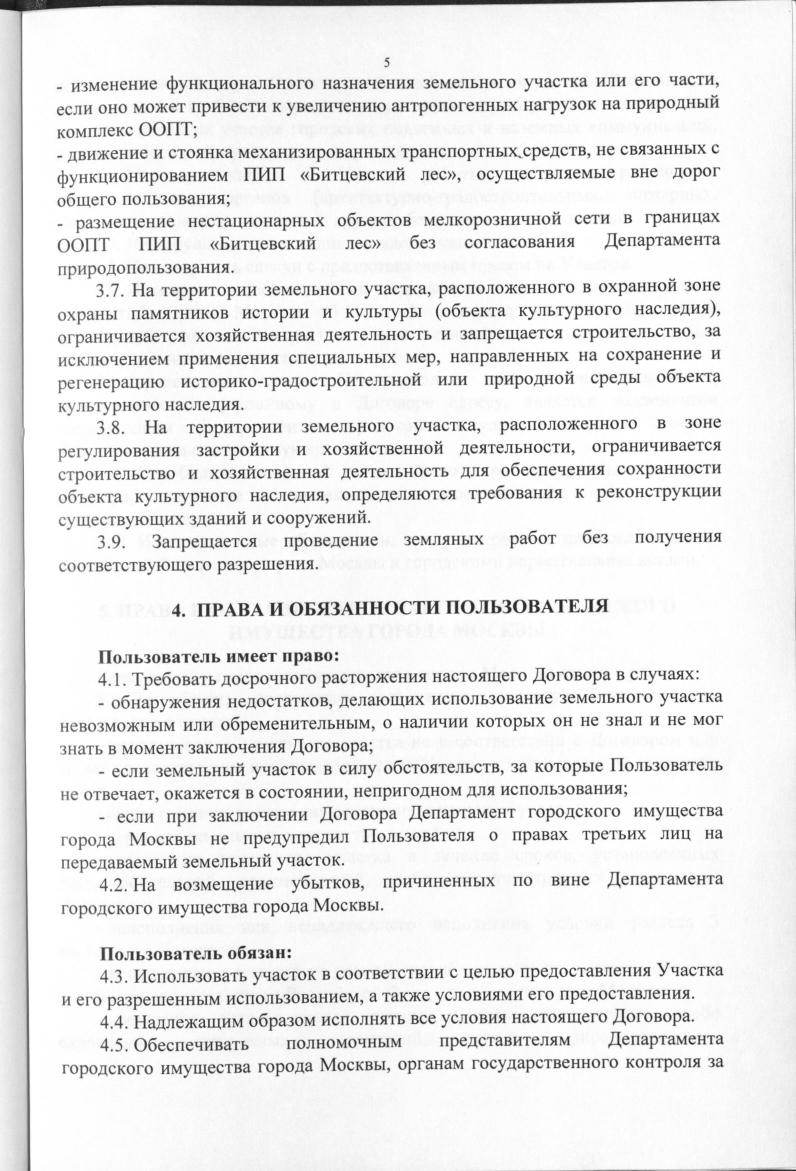 5
- изменение функционального назначения земельного участка или его части,
если оно может привести к увеличению антропогенных нагрузок на природный
комплекс ООПТ;
- движение и стоянка механизированных транспортных средств, не связанных с
функционированием ПИП «Битцевский лес», осуществляемые вне дорог
общего пользования;
- размещение нестационарных объектов мелкорозничной сети в границах
ООПТ ПИП «Битцевский лес» без согласования Департамента
природопользования.
3.7. На территории земельного участка, расположенного в охранной зоне
охраны памятников истории и культуры (объекта культурного наследия),
ограничивается хозяйственная деятельность и запрещается строительство, за
исключением применения специальных мер, направленных на сохранение и
регенерацию историко-градостроительной или природной среды объекта
культурного наследия.
3.8. На территории земельного участка, расположенного в зоне
регулирования застройки и хозяйственной деятельности, ограничивается
строительство и хозяйственная деятельность для обеспечения сохранности
объекта культурного наследия, определяются требования к реконструкции
существующих зданий и сооружений.
3.9. Запрещается проведение земляных работ без получения
соответствующего разрешения.
4. ПРАВА И ОБЯЗАННОСТИ ПОЛЬЗОВАТЕЛЯ
Пользователь имеет право:
4.1. Требовать досрочного расторжения настоящего Договора в случаях:
- обнаружения недостатков, делающих использование земельного участка
невозможным или обременительным, о наличии которых он не знал и не мог
знать в момент заключения Договора;
- если земельный участок в силу обстоятельств, за которые Пользователь
не отвечает, окажется в состоянии, непригодном для использования;
- если при заключении Договора Департамент городского имущества
города Москвы не предупредил Пользователя о правах третьих лиц на
передаваемый земельный участок.
4.2. На возмещение убытков, причиненных по вине Департамента
городского имущества города Москвы.
Пользователь обязан:
4.3. Использовать участок в соответствии с целью предоставления Участка
и его разрешенным использованием, а также условиями его предоставления.
4.4. Надлежащим образом исполнять все условия настоящего Договора.
4.5. Обеспечивать полномочным представителям Департамента
городского имущества города Москвы, органам государственного контроля за